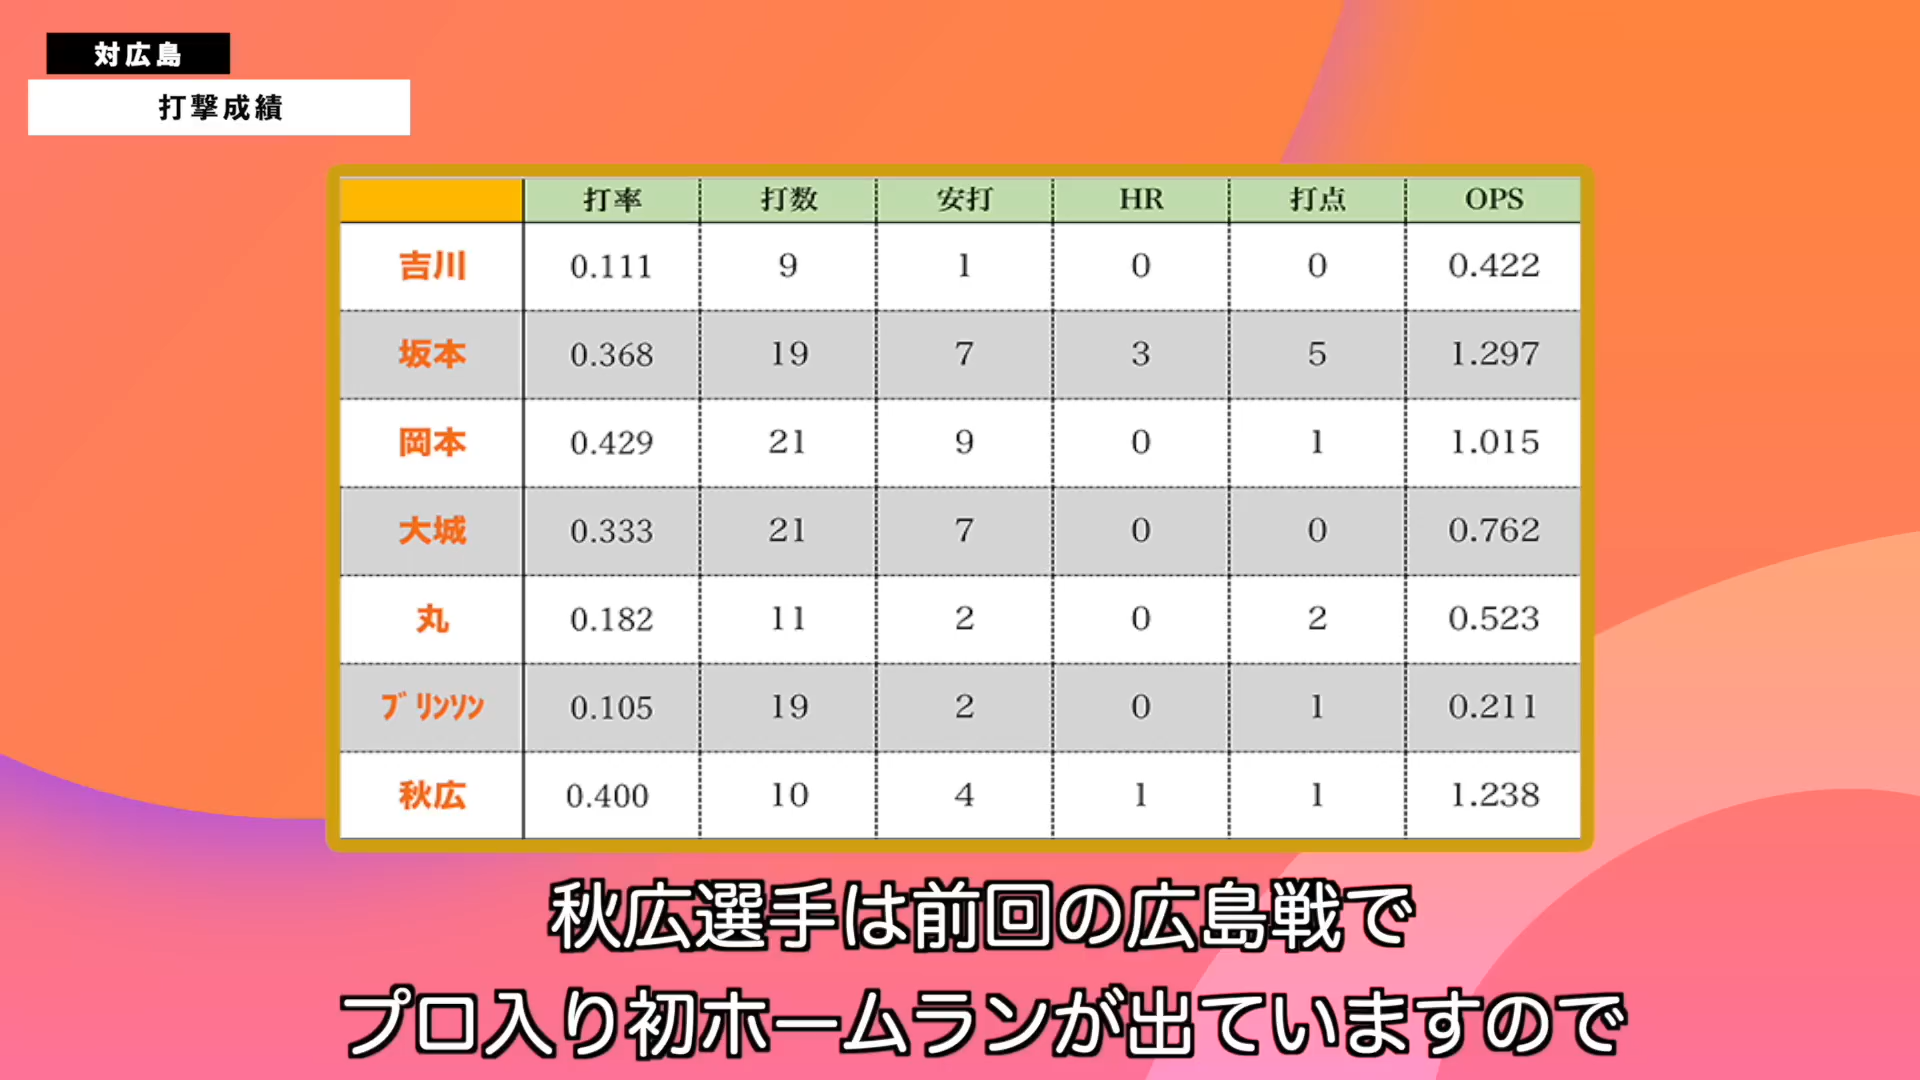 対広島
打撃成績
打率 打数 安打 HR 打点 OPS
吉川 0.111 9 1 0 0 0.422
坂本 0.368 19 7 3 5 1.297
岡本 0.429 21 9 0 1 1.015
大城 0.333 21 7 0 0 0.762
丸 0.182 11 2 0 2 0.523
ﾌﾞﾘﾝｿﾝ 0.105 19 2 0 1 0.211
秋広 0.400 10 4 1 1 1.238
秋広選手は前回の広島戦で
プロ入り初ホームランが出ていますので